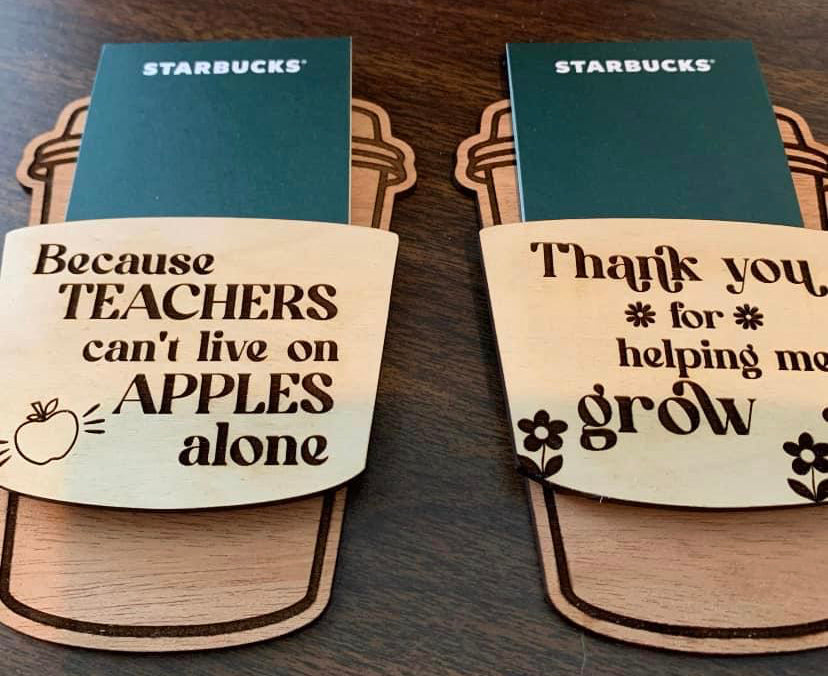 STARBUCKS®
Because
TEACHERS
can't live on
APPLES
alone
STARBUCKS®
Thank you
for
helping me
grow